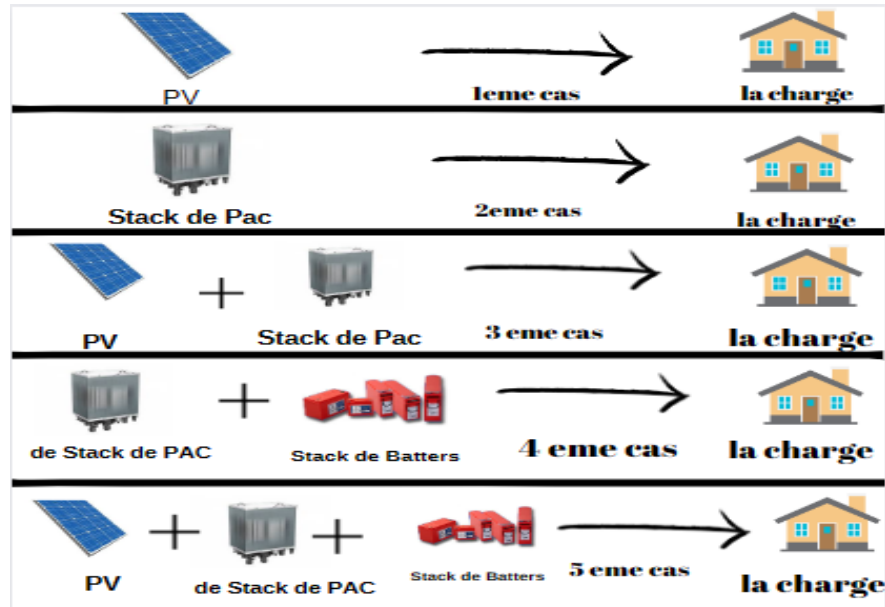 PV 1eme cas la charge
Stack de Pac 2eme cas la charge
PV Stack de Pac 3 eme cas la charge
de Stack de PAC Stack de Batters 4 eme cas la charge
PV de Stack de PAC Stack de Batters 5 eme cas la charge